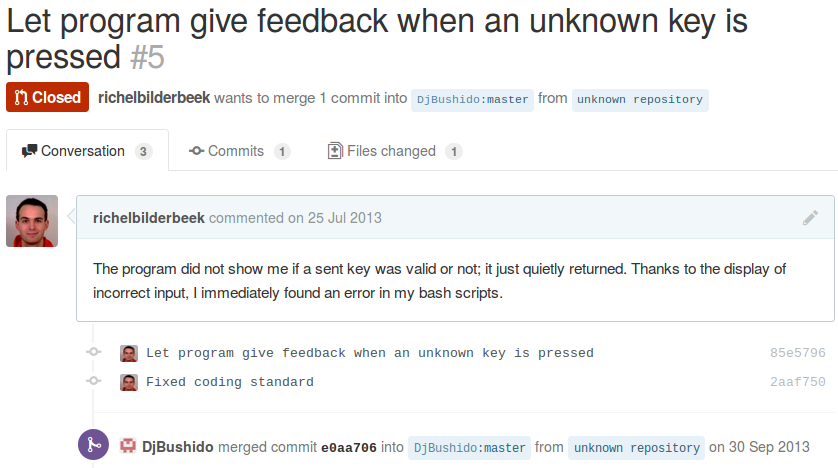 Let program give feedback when an unknown key is
pressed #5
Closed richelbilderbeek wants to merge 1 commit into DjBushido:master from unknown repository
Conversation 3 Commits 1 Files changed 1
richelbilderbeek commented on 25 Jul 2013
The program did not show me if a sent key was valid or not; it just quietly returned. Thanks to the display of
incorrect input, I immediately found an error in my bash scripts.
Let program give feedback when an unknown key is pressed 85e5796
Fixed coding standard 2aaf750
DjBushido merged commit e0aa706 into DjBushido:master from unknown repository on 30 Sep 2013